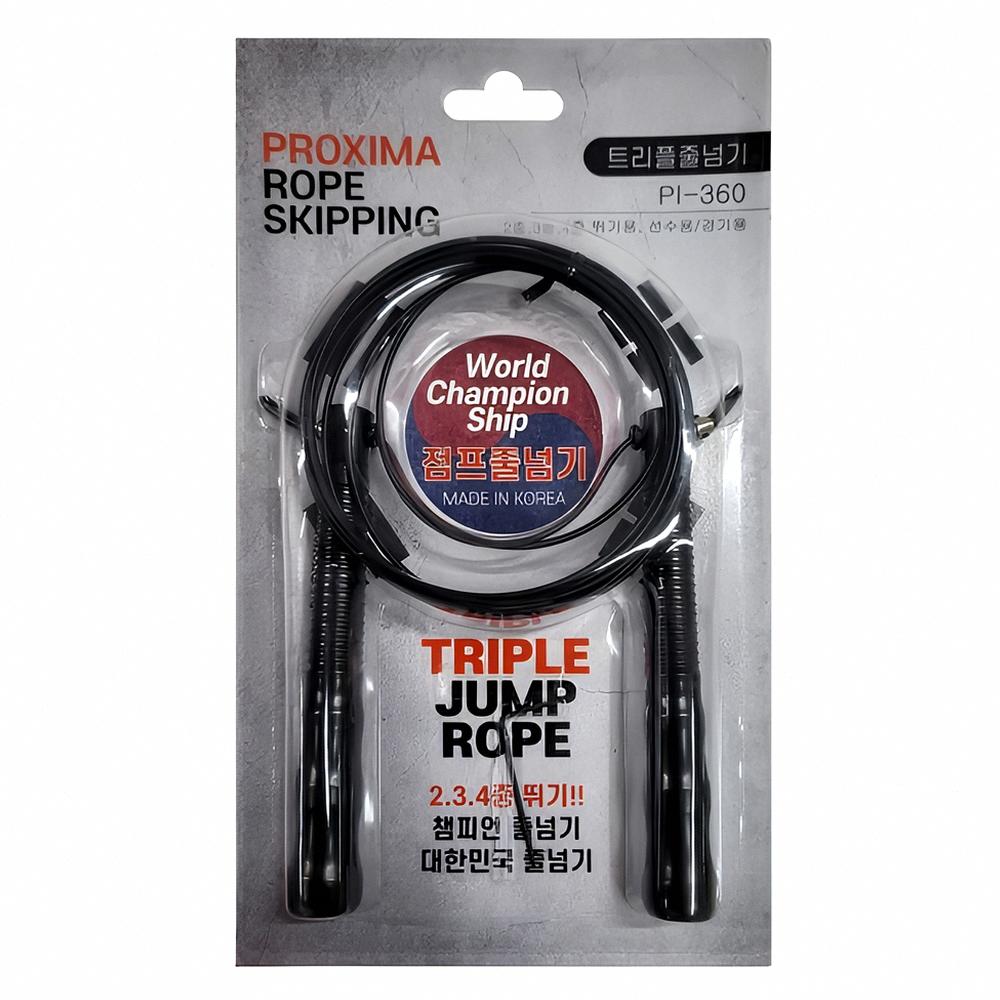 PROXIMA
ROPE
SKIPPING
트리플줄넘기
PI-360
뛰기용, 선수용/경기용
World
Champion
Ship
점프줄넘기
MADE IN KOREA
TRIPLE
JUMP
ROPE
2.3.4중 뛰기!!
챔피언 줄넘기
대한민국 줄넘기